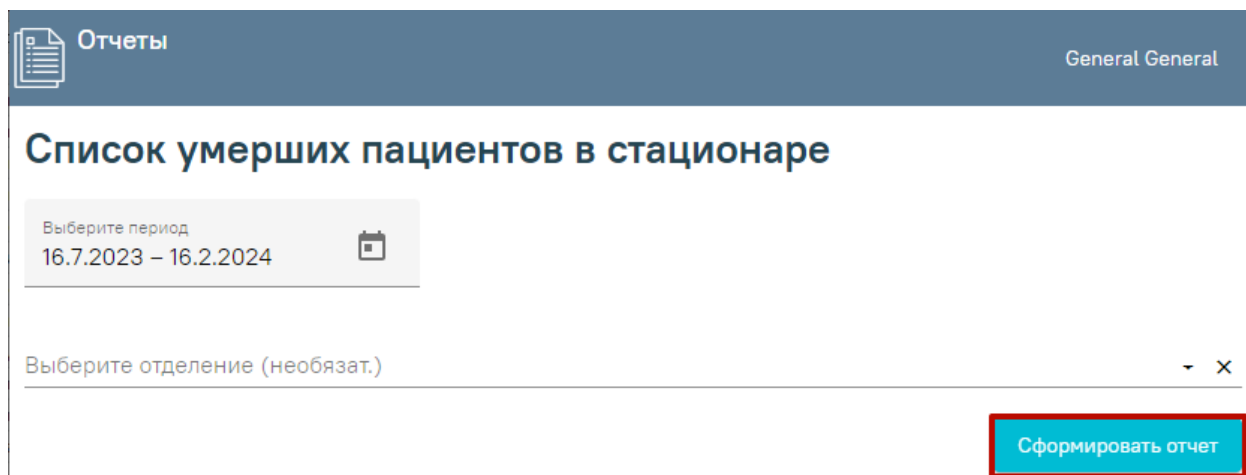 Отчеты
General General
Список умерших пациентов в стационаре
Выберите период
16.7.2023 – 16.2.2024
Выберите отделение (необязат.)
Сформировать отчет